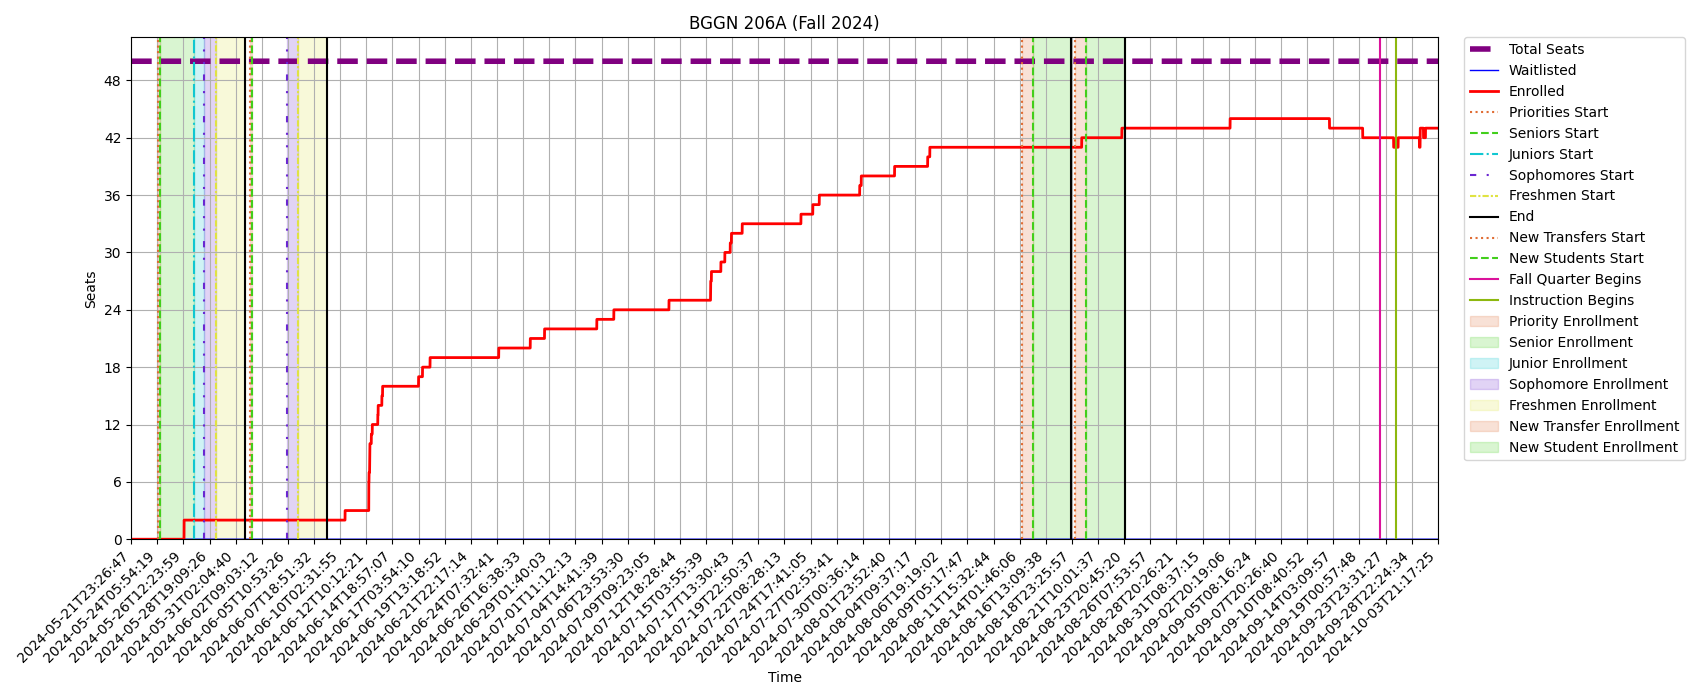 BGGN 206A (Fall 2024)
Seats
48
42
36
30
24
18
12
6
0
2024-05-21T23:26:47
2024-05-24T05:54:19
2024-05-26T12:23:59
2024-05-28T19:09:26
2024-05-31T02:04:40
2024-06-02T09:03:12
2024-06-05T10:53:26
2024-06-07T18:51:32
2024-06-10T02:31:55
2024-06-12T10:12:21
2024-06-14T18:57:07
2024-06-17T03:54:10
2024-06-19T13:18:52
2024-06-21T22:17:14
2024-06-24T07:32:41
2024-06-26T16:38:33
2024-06-29T01:40:03
2024-07-01T11:12:13
2024-07-04T14:41:39
2024-07-06T23:53:30
2024-07-09T09:23:05
2024-07-12T18:28:44
2024-07-15T03:55:39
2024-07-17T13:30:43
2024-07-19T22:50:37
2024-07-22T08:28:13
2024-07-24T17:41:05
2024-07-27T02:53:41
2024-07-30T00:36:14
2024-08-01T23:52:40
2024-08-04T09:37:17
2024-08-06T19:19:02
2024-08-09T05:17:47
2024-08-11T15:32:44
2024-08-14T01:46:06
2024-08-16T13:09:38
2024-08-18T23:25:57
2024-08-21T10:01:37
2024-08-23T20:45:20
2024-08-26T07:53:57
2024-08-28T20:26:21
2024-08-31T08:37:15
2024-09-02T20:19:06
2024-09-05T08:16:24
2024-09-07T20:26:40
2024-09-10T08:40:52
2024-09-14T03:09:57
2024-09-19T00:57:48
2024-09-23T23:31:27
2024-09-28T22:24:34
2024-10-03T21:17:25
Time
Total Seats
Waitlisted
Enrolled
Priorities Start
Seniors Start
Juniors Start
Sophomores Start
Freshmen Start
End
New Transfers Start
New Students Start
Fall Quarter Begins
Instruction Begins
Priority Enrollment
Senior Enrollment
Junior Enrollment
Sophomore Enrollment
Freshmen Enrollment
New Transfer Enrollment
New Student Enrollment